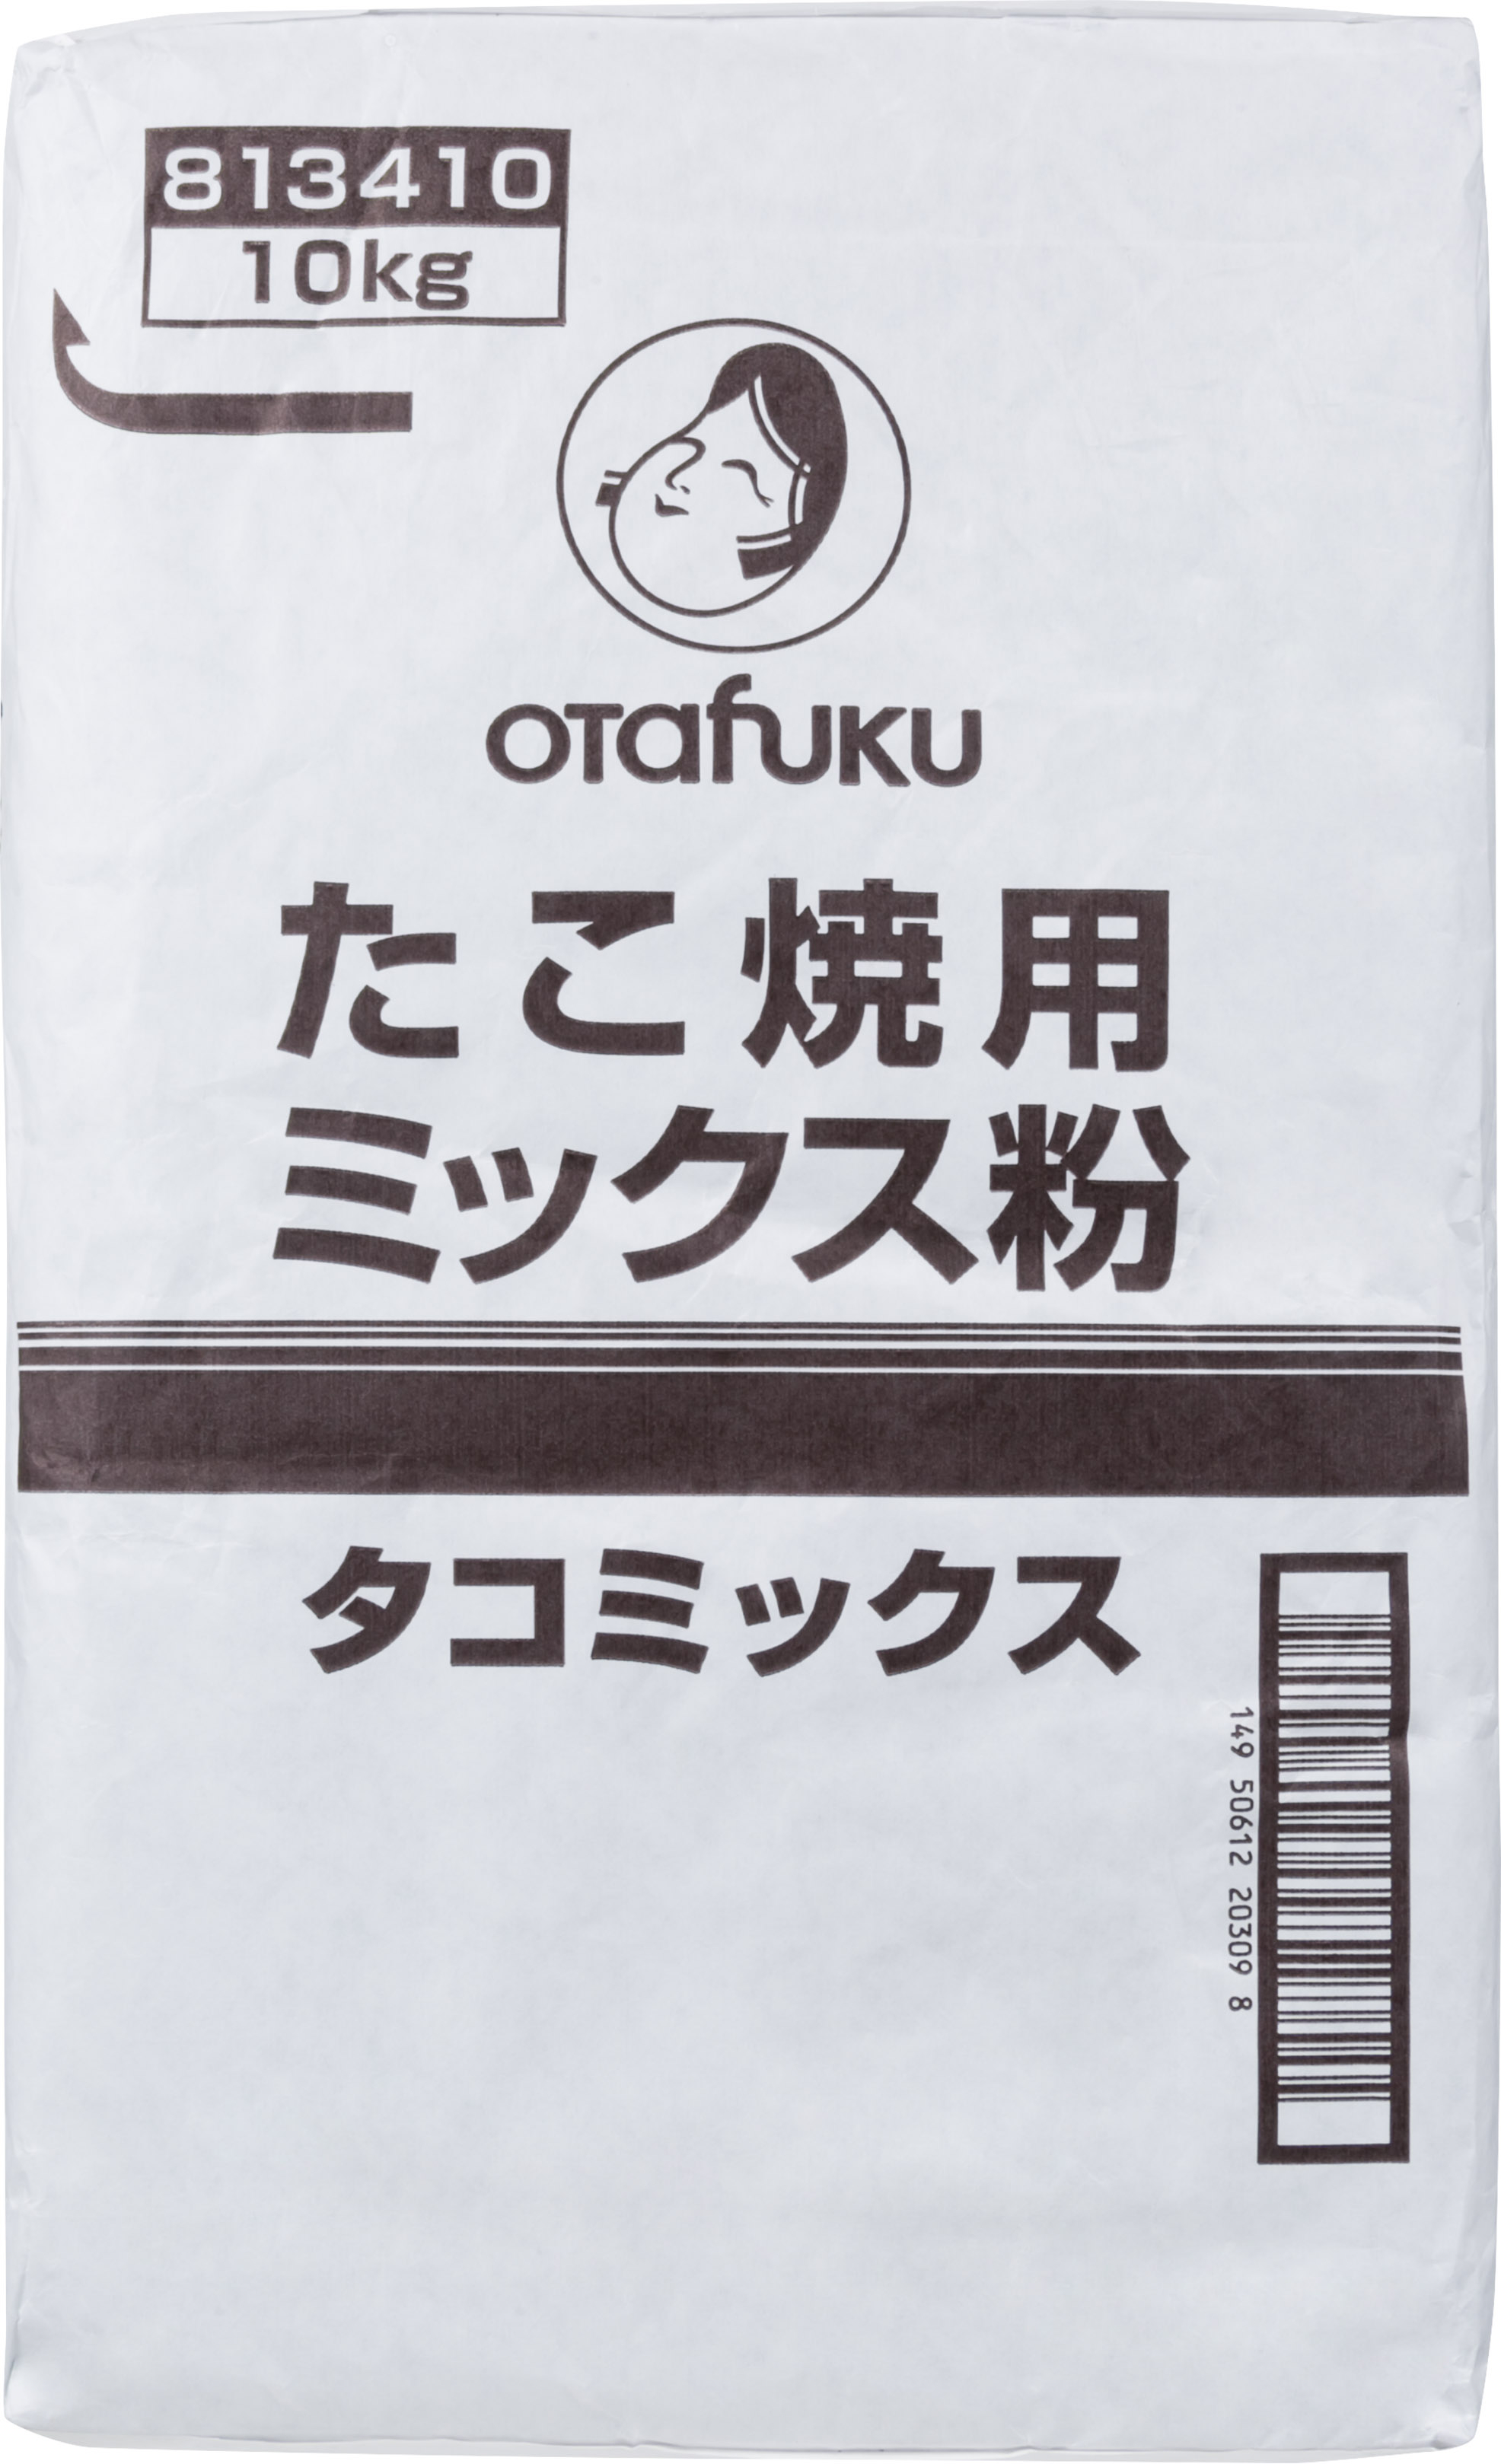 813410
10kg
OTafUKU
たこ焼用
ミックス粉
タコミックス
149 50612 20309 8